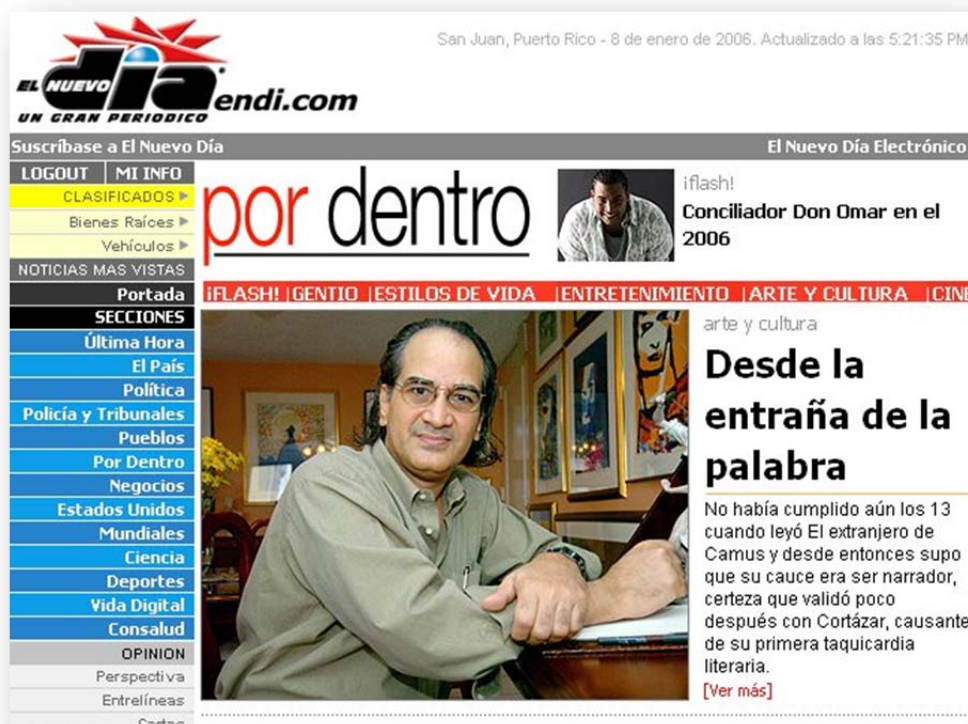 EL NUEVO
día
endi.com
UN GRAN PERIODICO
San Juan, Puerto Rico - 8 de enero de 2006. Actualizado a las 5:21:35 PM
Suscríbase a El Nuevo Día
El Nuevo Día Electrónico
LOGOUT | MI INFO
CLASIFICADOS
Bienes Raíces
Vehículos
NOTICIAS MAS VISTAS
Portada
SECCIONES
Última Hora
El País
Política
Policía y Tribunales
Pueblos
Por Dentro
Negocios
Estados Unidos
Mundiales
Ciencia
Deportes
Vida Digital
Consalud
OPINION
Perspectiva
Entrelíneas
Cartas
por dentro
¡flash!
Conciliador Don Omar en el
2006
¡FLASH! |GENTIO |ESTILOS DE VIDA |ENTRETENIMIENTO |ARTE Y CULTURA |CINE
arte y cultura
Desde la
entraña de la
palabra
No había cumplido aún los 13
cuando leyó El extranjero de
Camus y desde entonces supo
que su cauce era ser narrador,
certeza que validó poco
después con Cortázar, causante
de su primera taquicardia
literaria.
[Ver más]